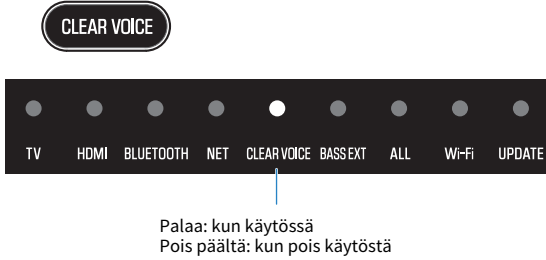 CLEAR VOICE
TV HDMI BLUETOOTH NET CLEAR VOICE BASS EXT ALL Wi-Fi UPDATE
Palaa: kun käytössä
Pois päältä: kun pois käytöstä